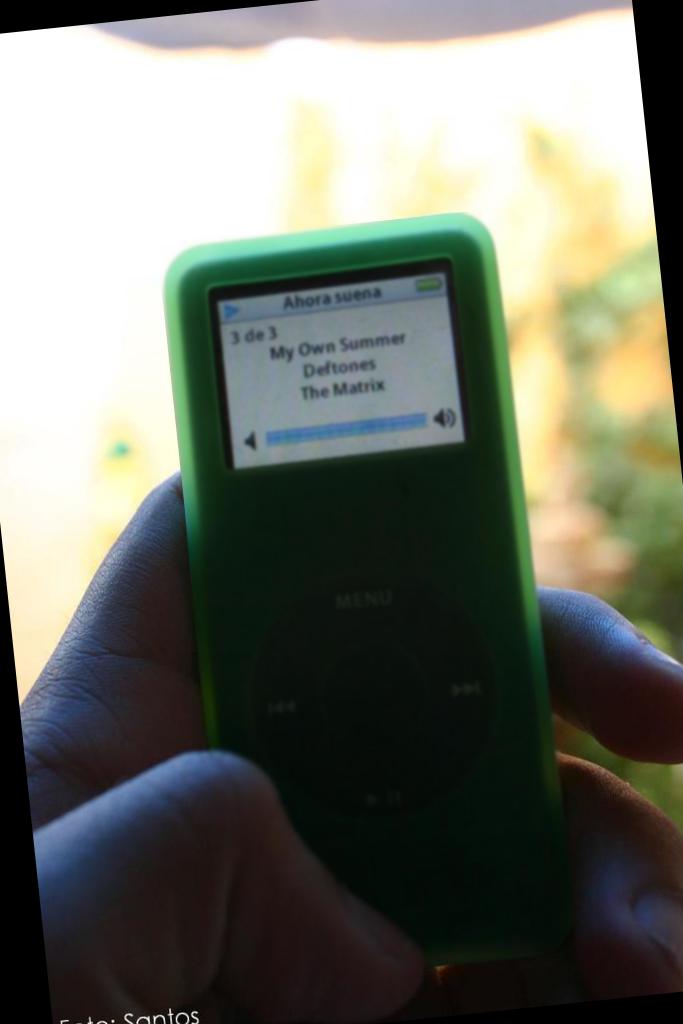 Ahora suena
3 de 3
My Own Summer
Deftones
The Matrix
MENU
Foto: Santos